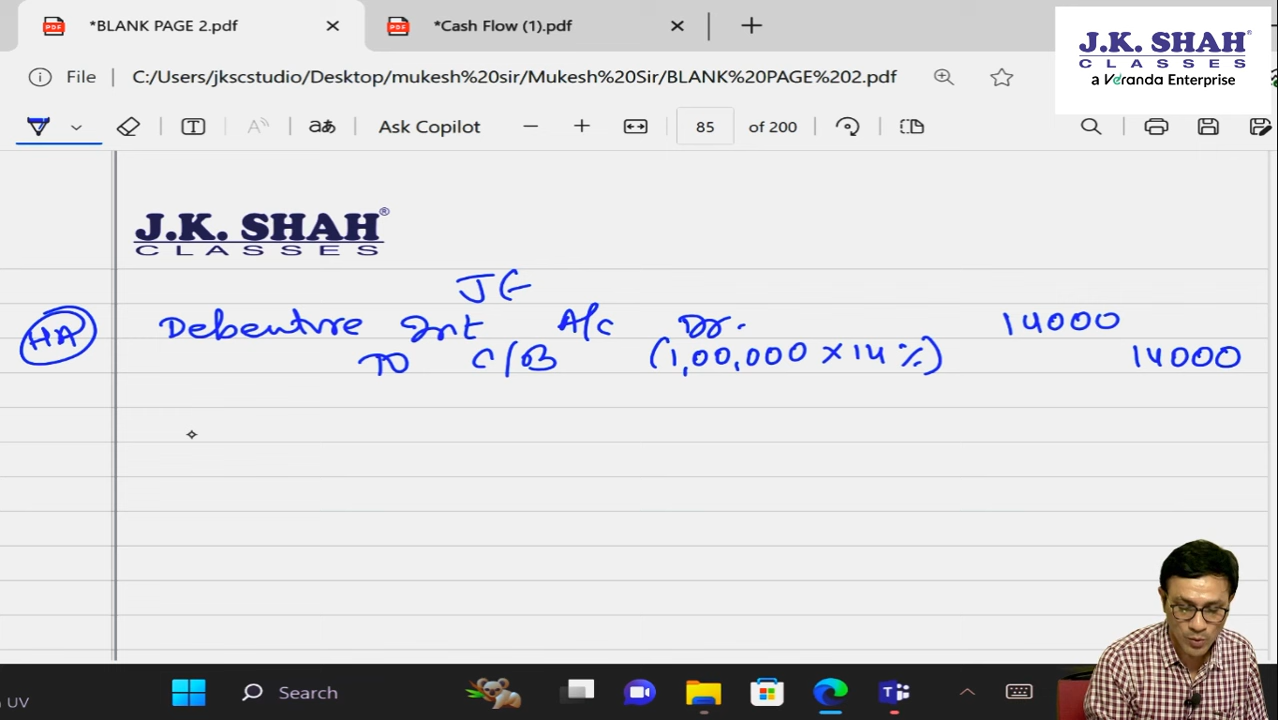 *BLANK PAGE 2.pdf
*Cash Flow (1).pdf
J.K. SHAH®
CLASSES
a Veranda Enterprise
File C:/Users/jkscstudio/Desktop/mukesh%20sir/Mukesh%20Sir/BLANK%20PAGE%202.pdf
Ask Copilot 85 of 200
J.K. SHAH®
CLASSES
JE
HA Debenture Int A/c Dr. 14000
TO C/B (1,00,000 × 14%) 14000
UV Search